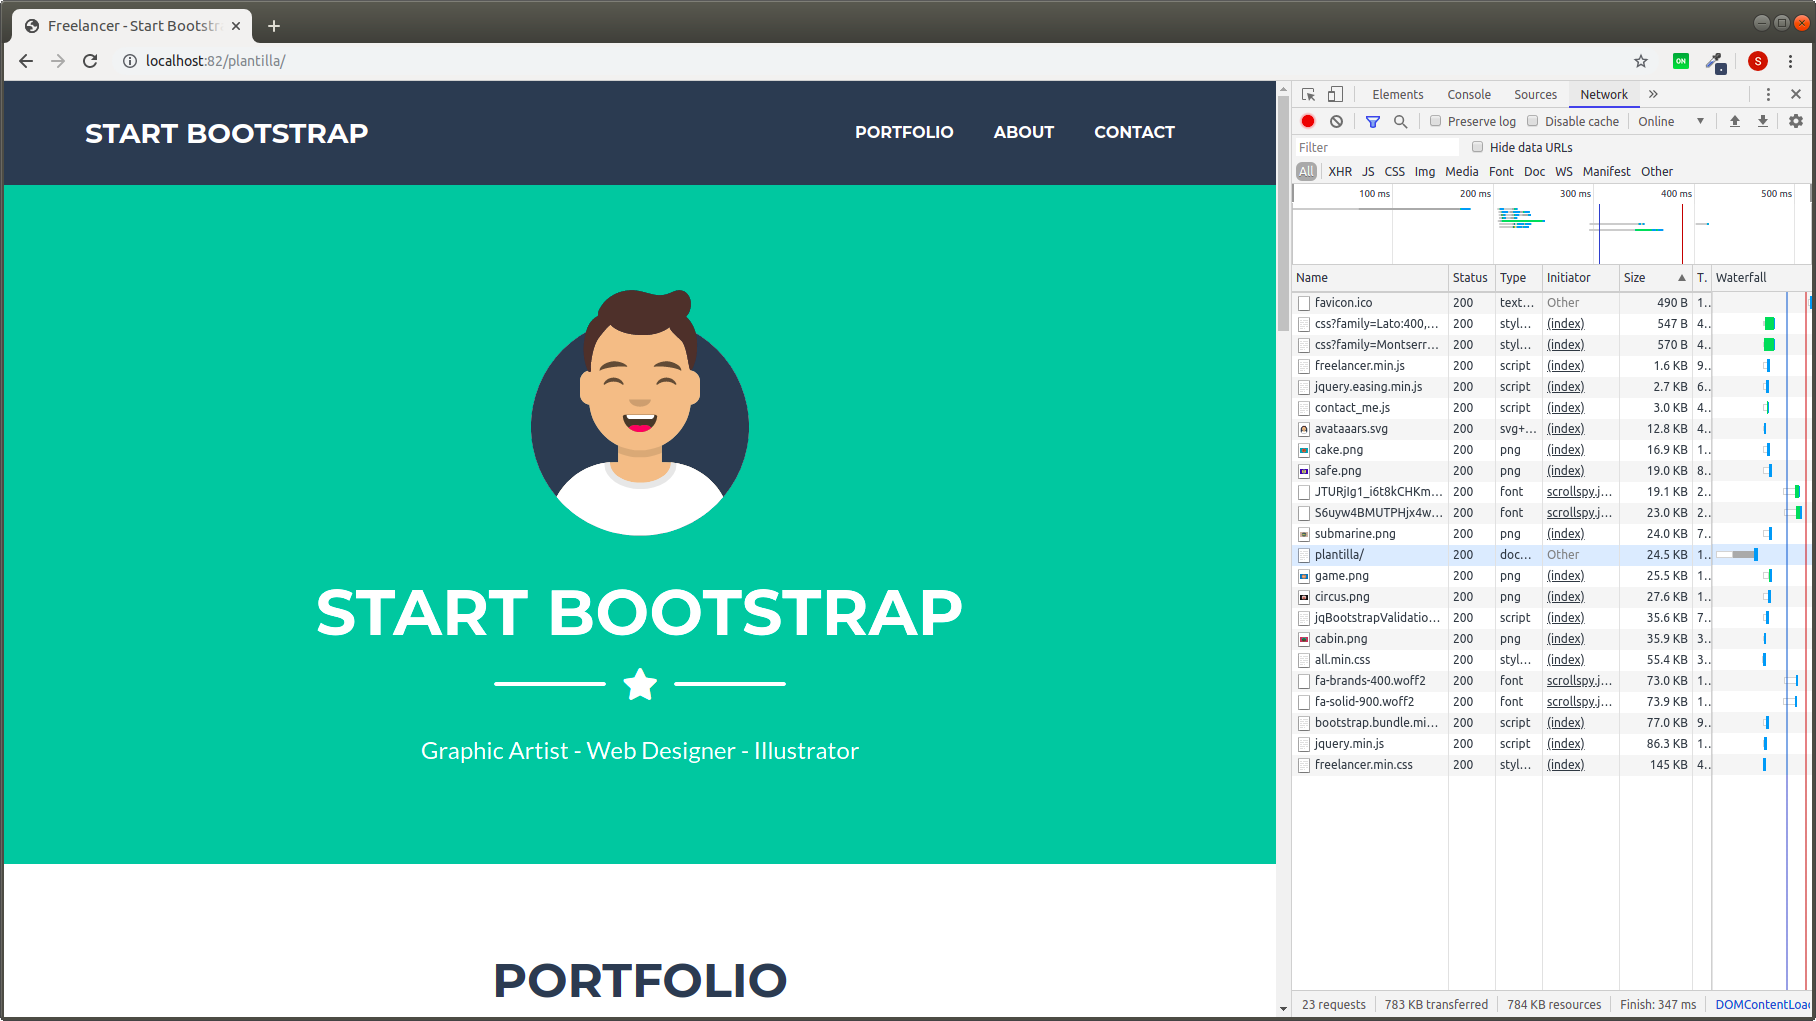 Freelancer - Start Bootstr
localhost:82/plantilla/
ON
S
START BOOTSTRAP
PORTFOLIO ABOUT CONTACT
START BOOTSTRAP
Graphic Artist - Web Designer - Illustrator
PORTFOLIO
Elements Console Sources Network
Preserve log Disable cache Online
Filter Hide data URLs
All XHR JS CSS Img Media Font Doc WS Manifest Other
100 ms 200 ms 300 ms 400 ms 500 ms
Name Status Type Initiator Size T. Waterfall
favicon.ico 200 text... Other 490 B 1..
css?family=Lato:400,... 200 styl... (index) 547 B 4..
css?family=Montserr... 200 styl... (index) 570 B 4..
freelancer.min.js 200 script (index) 1.6 KB 9..
jquery.easing.min.js 200 script (index) 2.7 KB 6..
contact_me.js 200 script (index) 3.0 KB 4..
avataaars.svg 200 svg+... (index) 12.8 KB 4..
cake.png 200 png (index) 16.9 KB 1..
safe.png 200 png (index) 19.0 KB 8..
JTURjIg1_i6t8kCHKm... 200 font scrollspy.j... 19.1 KB 2..
S6uyw4BMUTPHjx4w... 200 font scrollspy.j... 23.0 KB 2..
submarine.png 200 png (index) 24.0 KB 7..
plantilla/ 200 doc... Other 24.5 KB 1..
game.png 200 png (index) 25.5 KB 1..
circus.png 200 png (index) 27.6 KB 1..
jqBootstrapValidatio... 200 script (index) 35.6 KB 7..
cabin.png 200 png (index) 35.9 KB 3..
all.min.css 200 styl... (index) 55.4 KB 3..
fa-brands-400.woff2 200 font scrollspy.j... 73.0 KB 1..
fa-solid-900.woff2 200 font scrollspy.j... 73.9 KB 1..
bootstrap.bundle.mi... 200 script (index) 77.0 KB 9..
jquery.min.js 200 script (index) 86.3 KB 1..
freelancer.min.css 200 styl... (index) 145 KB 4..
23 requests 783 KB transferred 784 KB resources Finish: 347 ms DOMContentLoa